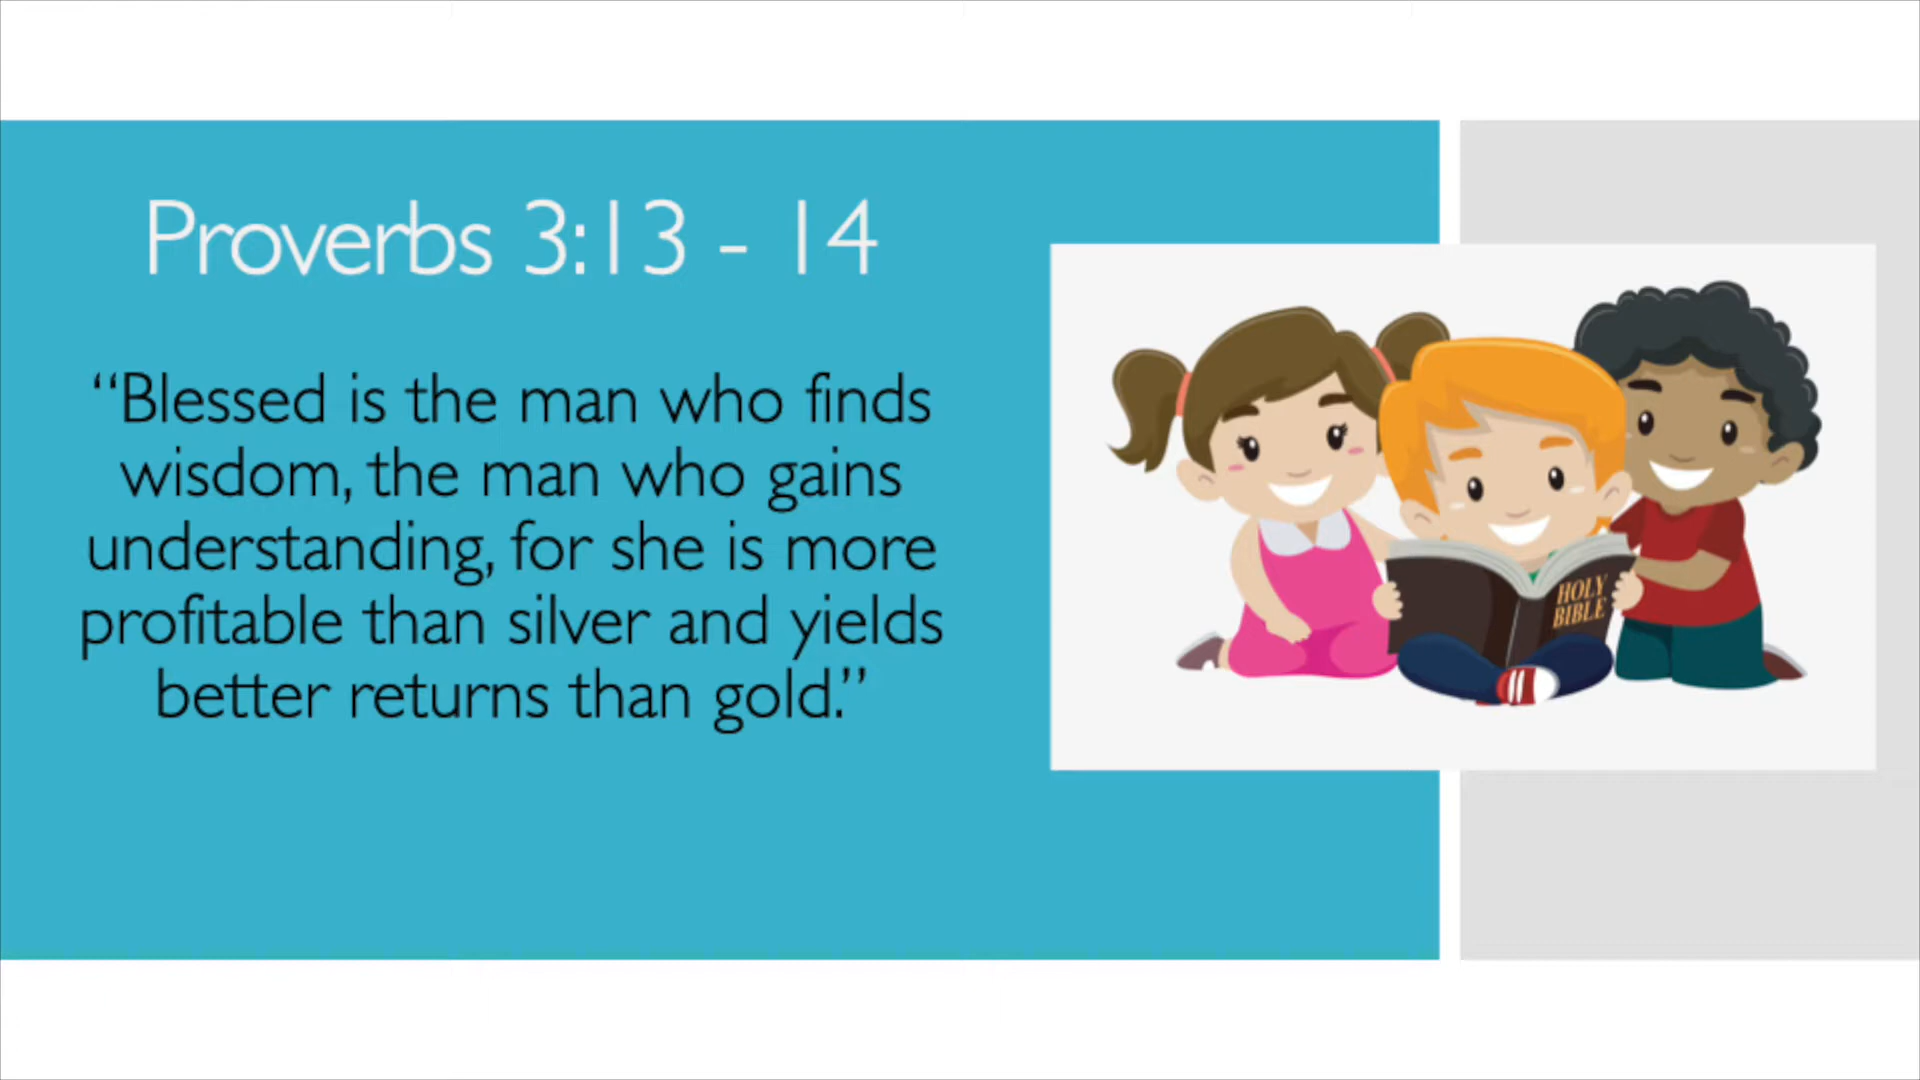 Proverbs 3:13 - 14
“Blessed is the man who finds
wisdom, the man who gains
understanding, for she is more
profitable than silver and yields
better returns than gold.”
HOLY
BIBLE